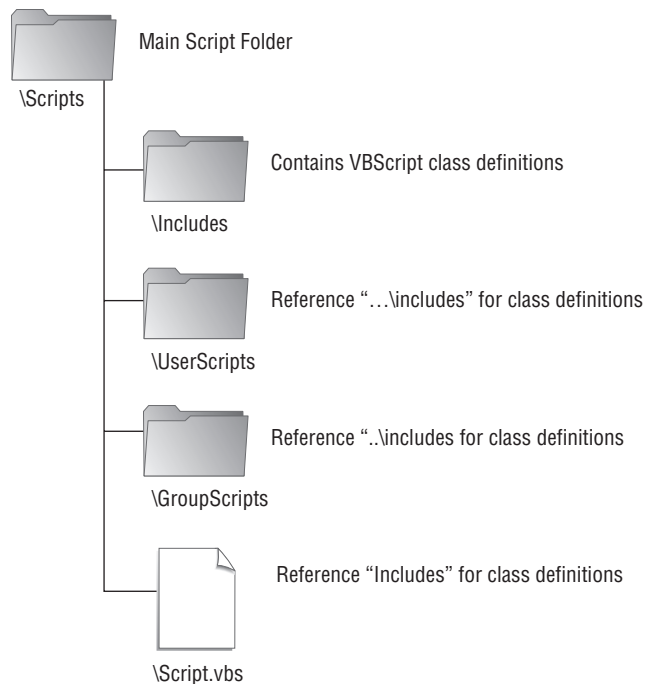 Main Script Folder
\Scripts
Contains VBScript class definitions
\Includes
Reference “…\includes” for class definitions
\UserScripts
Reference “..\includes for class definitions
\GroupScripts
Reference “Includes” for class definitions
\Script.vbs